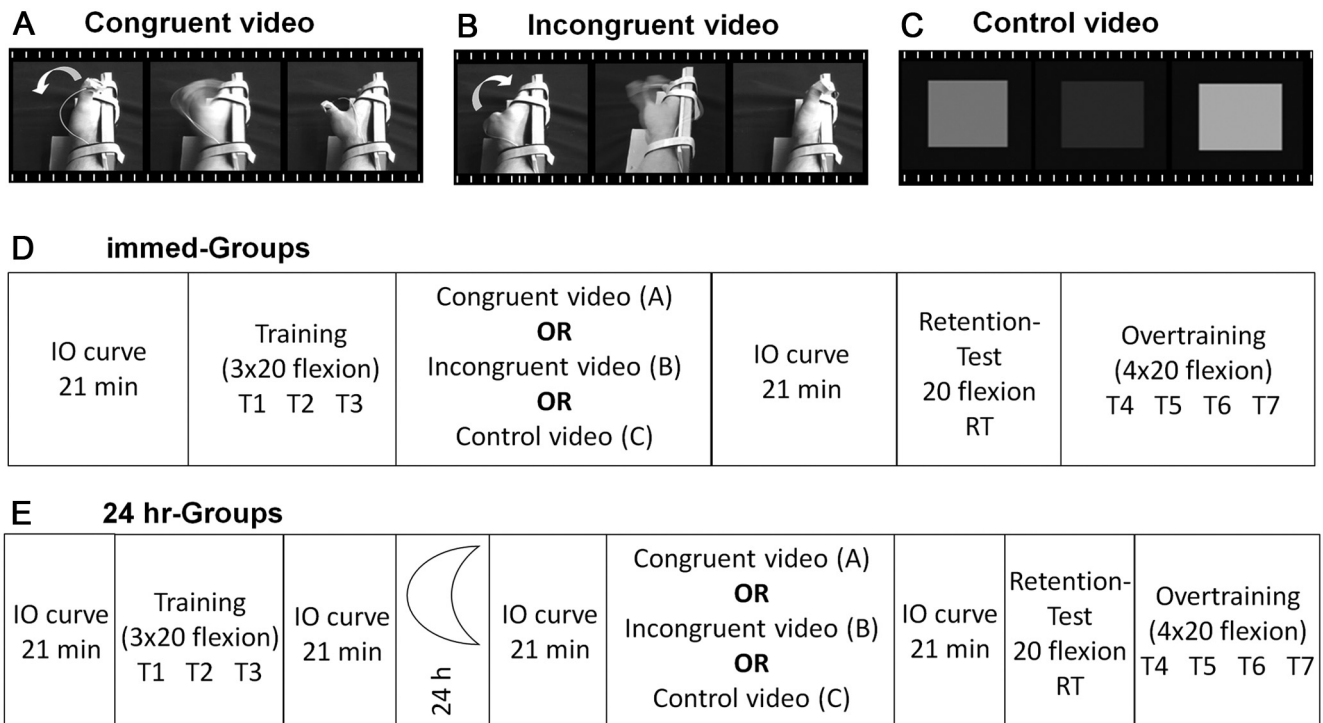 A Congruent video
B Incongruent video
C Control video
D immed-Groups
IO curve
21 min
Training
(3x20 flexion)
T1 T2 T3
Congruent video (A)
OR
Incongruent video (B)
OR
Control video (C)
IO curve
21 min
Retention-
Test
20 flexion
RT
Overtraining
(4x20 flexion)
T4 T5 T6 T7
E 24 hr-Groups
IO curve
21 min
Training
(3x20 flexion)
T1 T2 T3
IO curve
21 min
24 h
IO curve
21 min
Congruent video (A)
OR
Incongruent video (B)
OR
Control video (C)
IO curve
21 min
Retention-
Test
20 flexion
RT
Overtraining
(4x20 flexion)
T4 T5 T6 T7